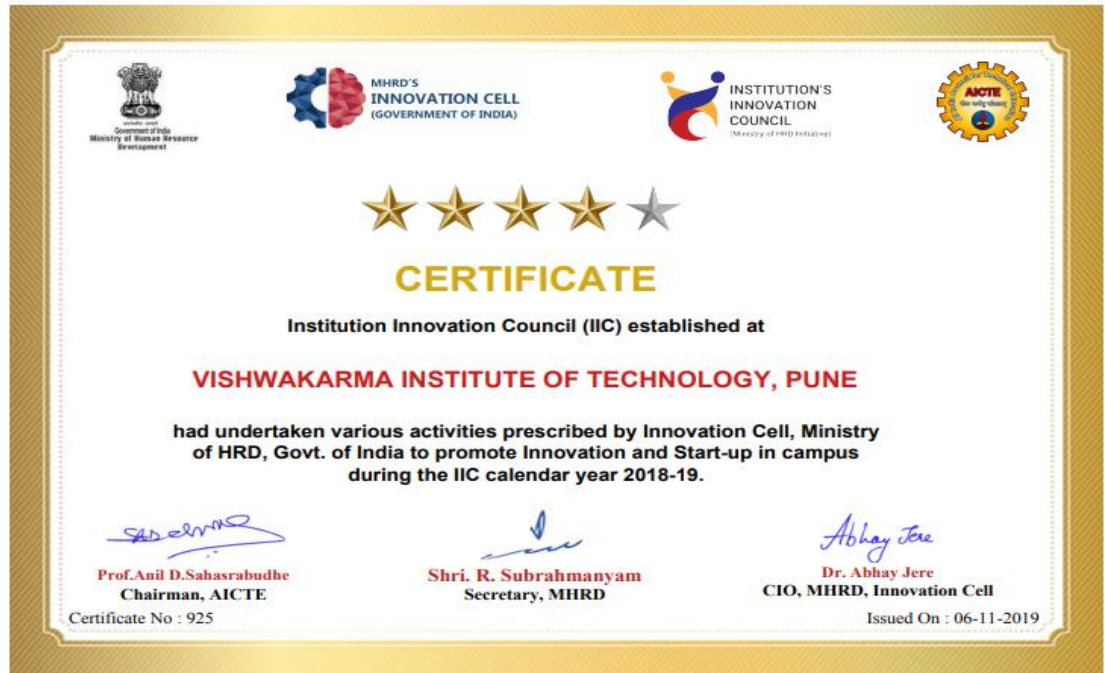 Government of India
Ministry of Human Resource
Development
MHRD'S
INNOVATION CELL
(GOVERNMENT OF INDIA)
INSTITUTION'S
INNOVATION
COUNCIL
(Ministry of HRD Initiative)
AICTE
CERTIFICATE
Institution Innovation Council (IIC) established at
VISHWAKARMA INSTITUTE OF TECHNOLOGY, PUNE
had undertaken various activities prescribed by Innovation Cell, Ministry
of HRD, Govt. of India to promote Innovation and Start-up in campus
during the IIC calendar year 2018-19.
Abhay Jere
Prof.Anil D.Sahasrabudhe
Chairman, AICTE
Shri. R. Subrahmanyam
Secretary, MHRD
Dr. Abhay Jere
CIO, MHRD, Innovation Cell
Certificate No : 925
Issued On : 06-11-2019